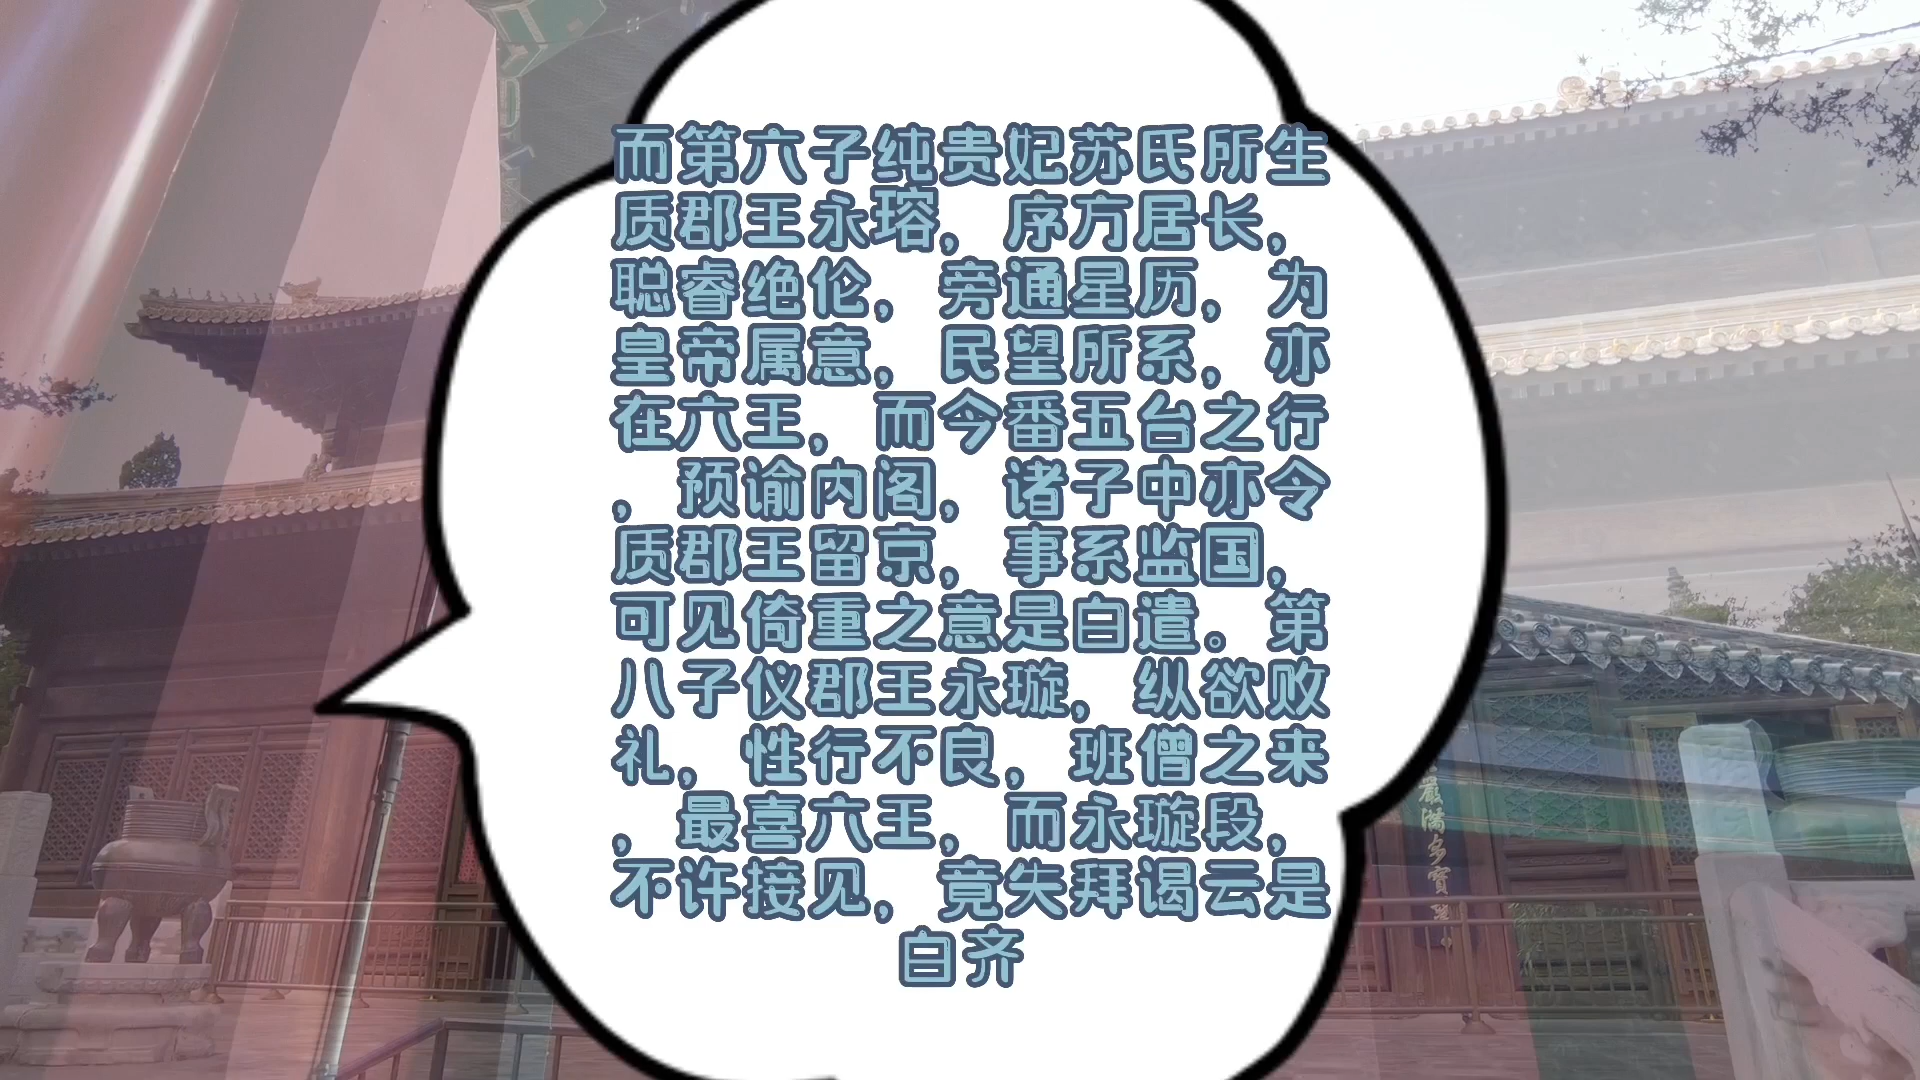 而第六子纯贵妃苏氏所生
质郡王永瑢，序方居长，
聪睿绝伦，旁通星历，为
皇帝属意，民望所系，亦
在六王，而今番五台之行
，预谕内阁，诸子中亦令
质郡王留京，事系监国，
可见倚重之意是白遣。第
八子仪郡王永璇，纵欲败
礼，性行不良，班僧之来
，最喜六王，而永璇段，
不许接见，竟失拜谒云是
白齐
嚴满多寶